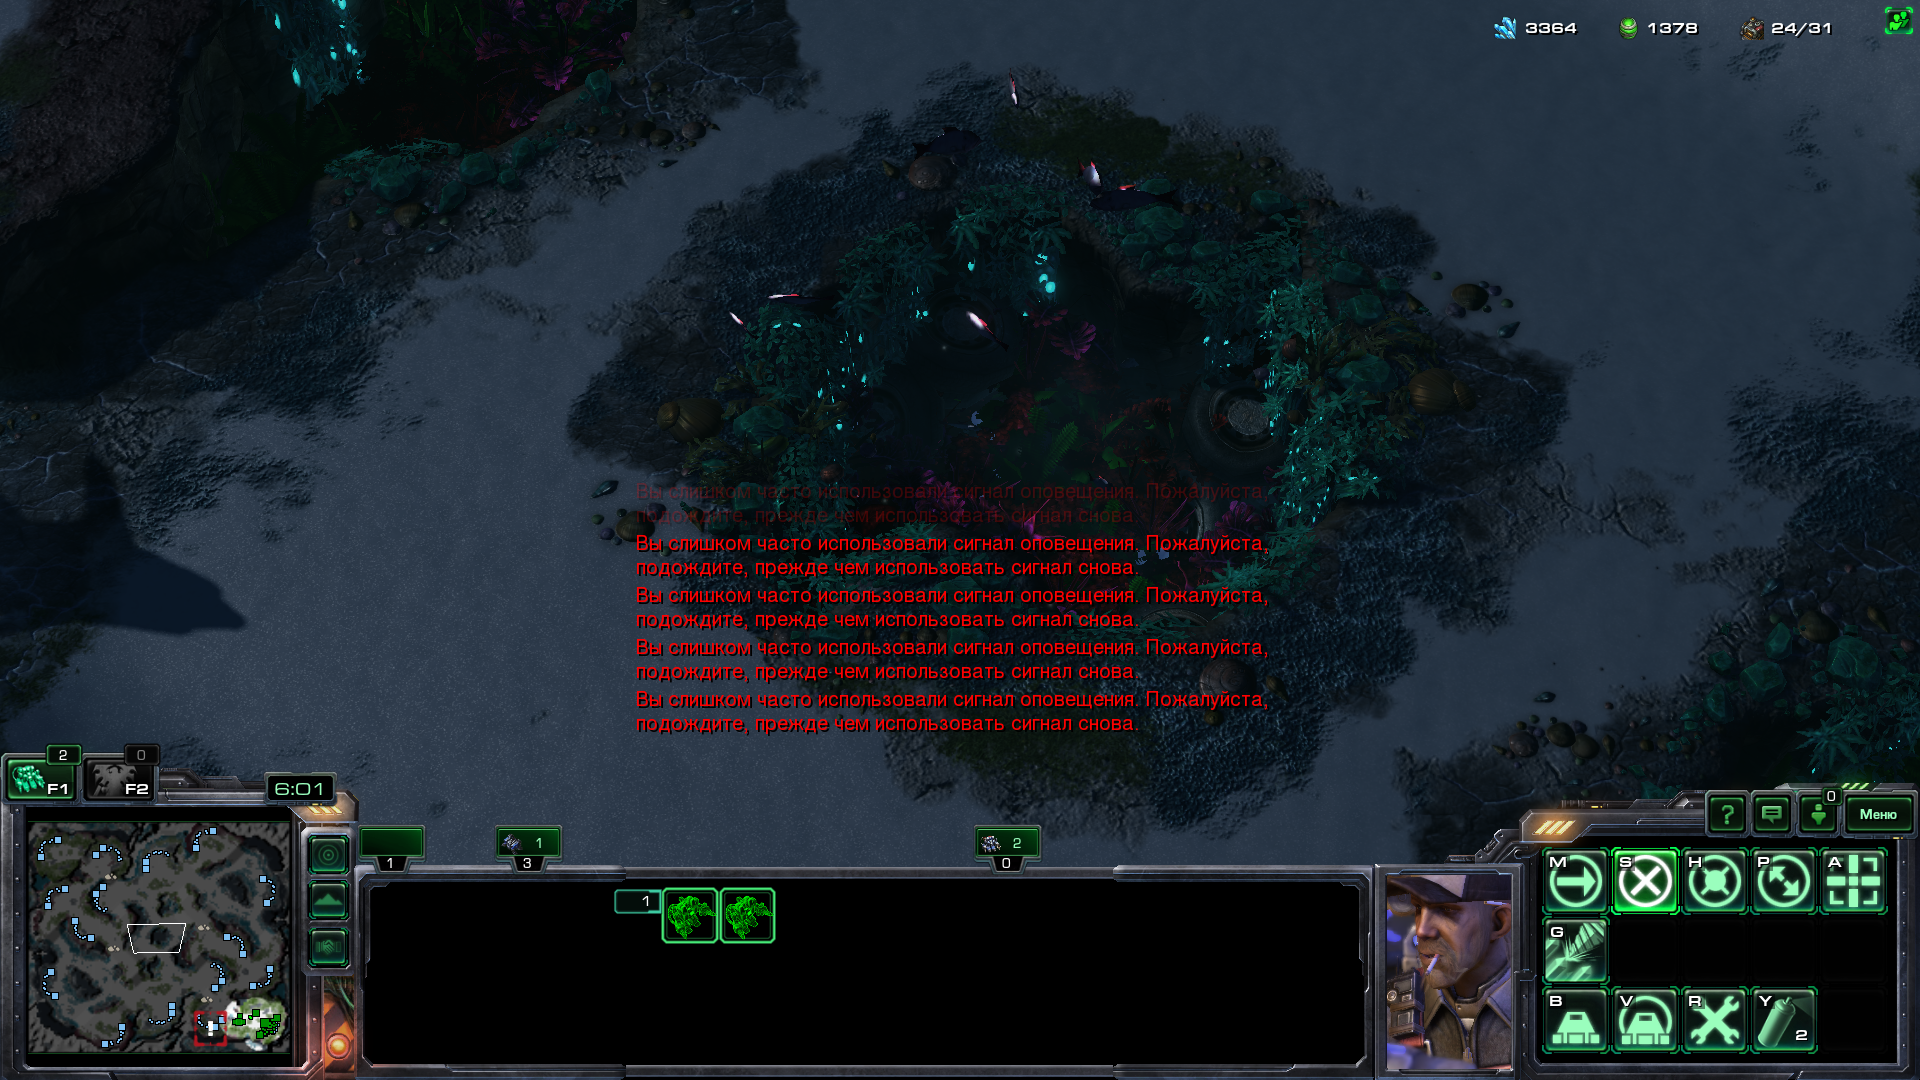 3364 1378 24/31
Вы слишком часто использовали сигнал оповещения. Пожалуйста,
подождите, прежде чем использовать сигнал снова.
Вы слишком часто использовали сигнал оповещения. Пожалуйста,
подождите, прежде чем использовать сигнал снова.
Вы слишком часто использовали сигнал оповещения. Пожалуйста,
подождите, прежде чем использовать сигнал снова.
Вы слишком часто использовали сигнал оповещения. Пожалуйста,
подождите, прежде чем использовать сигнал снова.
Вы слишком часто использовали сигнал оповещения. Пожалуйста,
подождите, прежде чем использовать сигнал снова.
2 0
F1 F2 6:01
0
? Меню
1 2
1 3 0
1
M S H P A
G
B V R Y
2